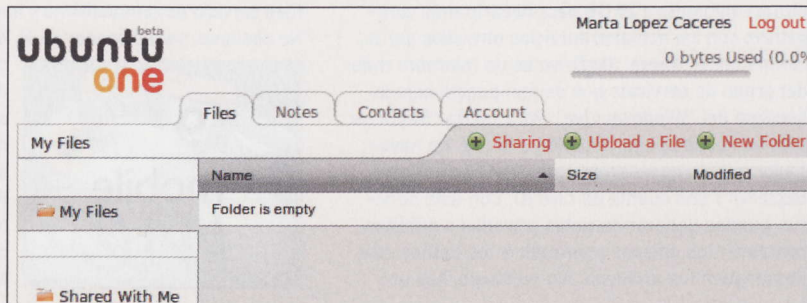 Marta Lopez Caceres Log out
ubuntu beta
one
0 bytes Used (0.0%
Files Notes Contacts Account
My Files
Sharing Upload a File New Folder
Name Size Modified
My Files
Folder is empty
Shared With Me